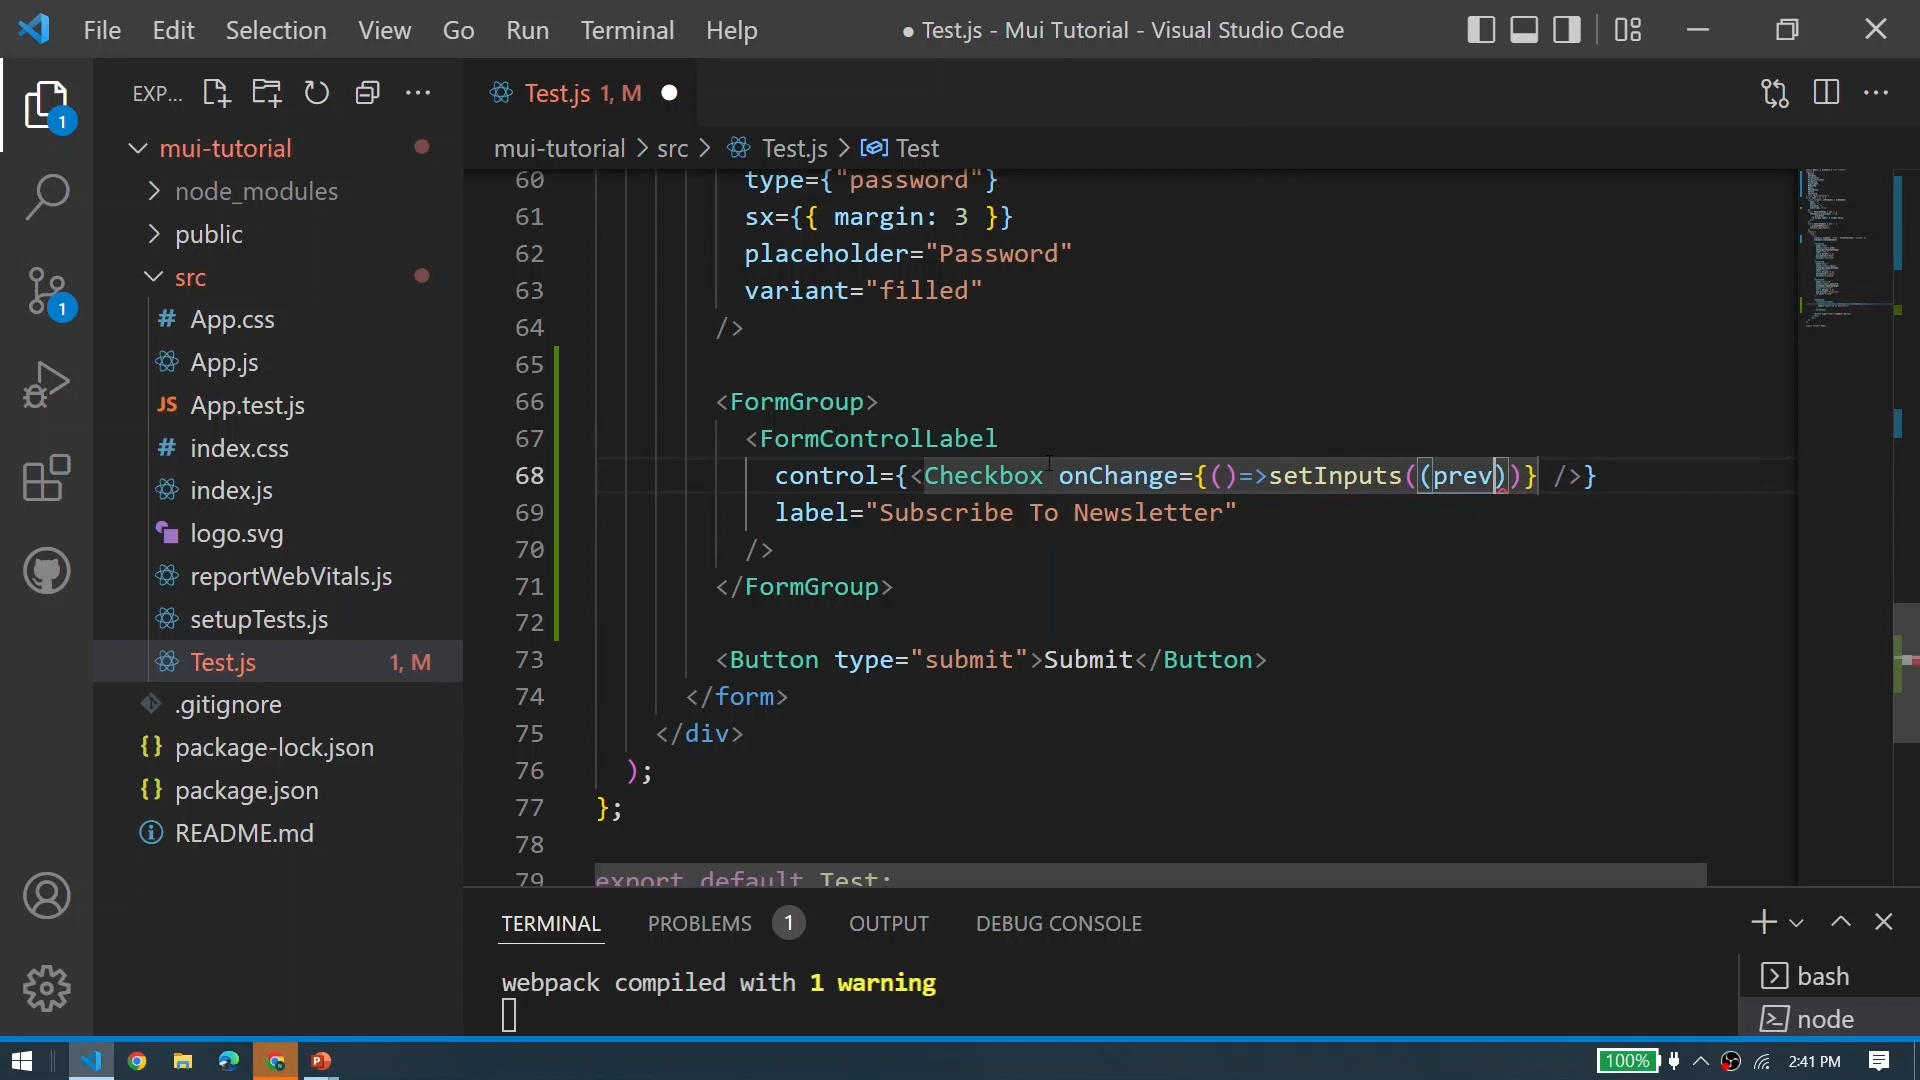 File Edit Selection View Go Run Terminal Help
● Test.js - Mui Tutorial - Visual Studio Code
EXP...
Test.js 1, M
mui-tutorial > src > Test.js > Test
1
1
mui-tutorial
node_modules
public
src
App.css
App.js
App.test.js
index.css
index.js
logo.svg
reportWebVitals.js
setupTests.js
Test.js 1, M
.gitignore
package-lock.json
package.json
README.md
60 type={"password"}
61 sx={{ margin: 3 }}
62 placeholder="Password"
63 variant="filled"
64 />
65
66 <FormGroup>
67 <FormControlLabel
68 control={<Checkbox onChange={()=>setInputs((prev))} />}
69 label="Subscribe To Newsletter"
70 />
71 </FormGroup>
72
73 <Button type="submit">Submit</Button>
74 </form>
75 </div>
76 );
77 };
78
79 export default Test;
TERMINAL PROBLEMS 1 OUTPUT DEBUG CONSOLE
webpack compiled with 1 warning
bash
node
100% 2:41 PM